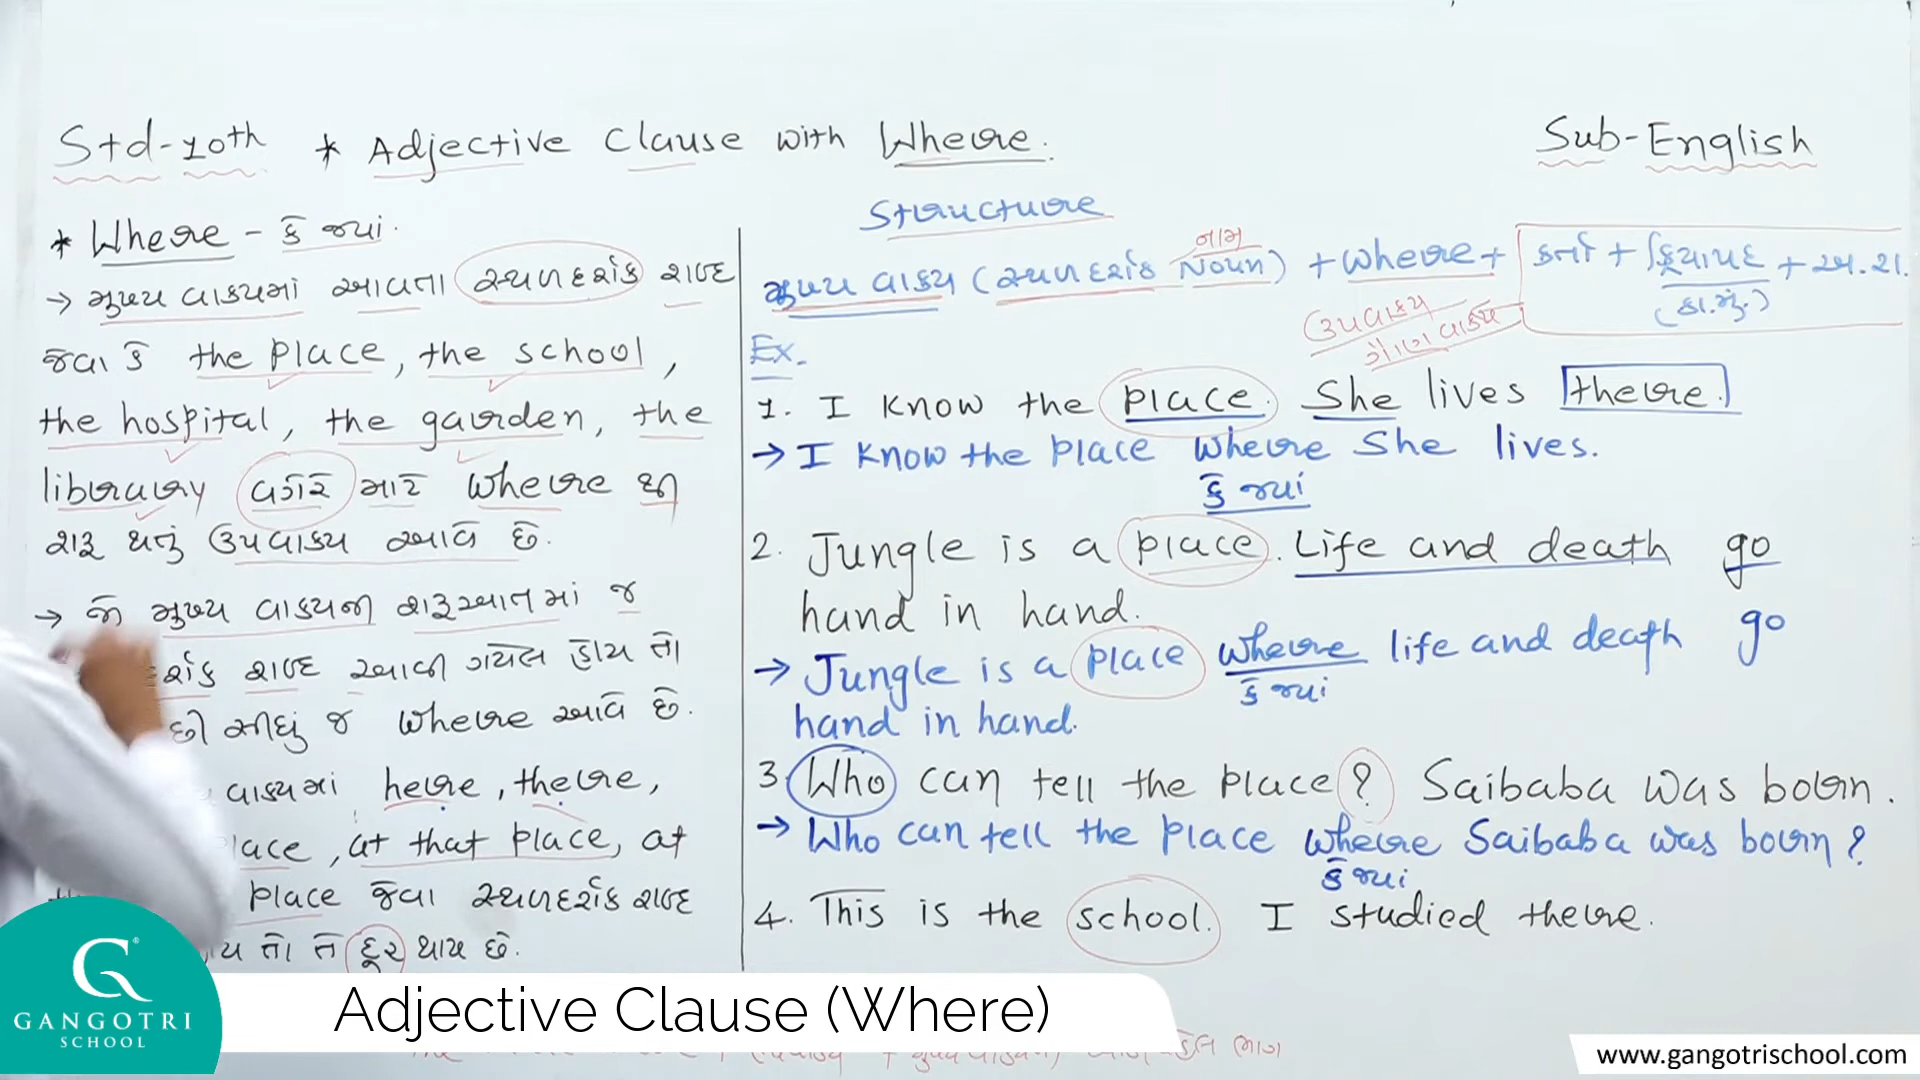 Std-10th * Adjective Clause with Where.
Sub-English
* Where - કે જ્યાં.
→ મુખ્ય વાક્યમાં આવતા સ્થળદર્શક શબ્દ
જેવા કે the place, the school,
the hospital, the garden, the
library વગેરે માટે where થી
શરૂ થતું ઉપવાક્ય આવે છે.
→ જો મુખ્ય વાક્યની શરૂઆતમાં જ
ર્શક શબ્દ આવી ગયેલ હોય તો
છી સીધું જ where આવે છે.
વાક્યમાં here, there,
lace, at that place, at
place જેવા સ્થળદર્શક શબ્દ
ય તો તે દૂર થાય છે.
Structure
નામ
મુખ્ય વાક્ય (સ્થળદર્શક Noun) + where + કર્તા + ક્રિયાપદ + અ.શ.
(કા.મું.)
ઉપવાક્ય
ગૌણ વાક્ય
Ex.
1. I know the place. She lives there.
→ I know the place where she lives.
કે જ્યાં
2. Jungle is a place. Life and death go
hand in hand.
→ Jungle is a place where life and death go
કે જ્યાં
hand in hand.
3. Who can tell the place? Saibaba was born.
→ Who can tell the place where Saibaba was born?
કે જ્યાં
4. This is the school. I studied there.
GANGOTRI
SCHOOL
Adjective Clause (Where)
www.gangotrischool.com